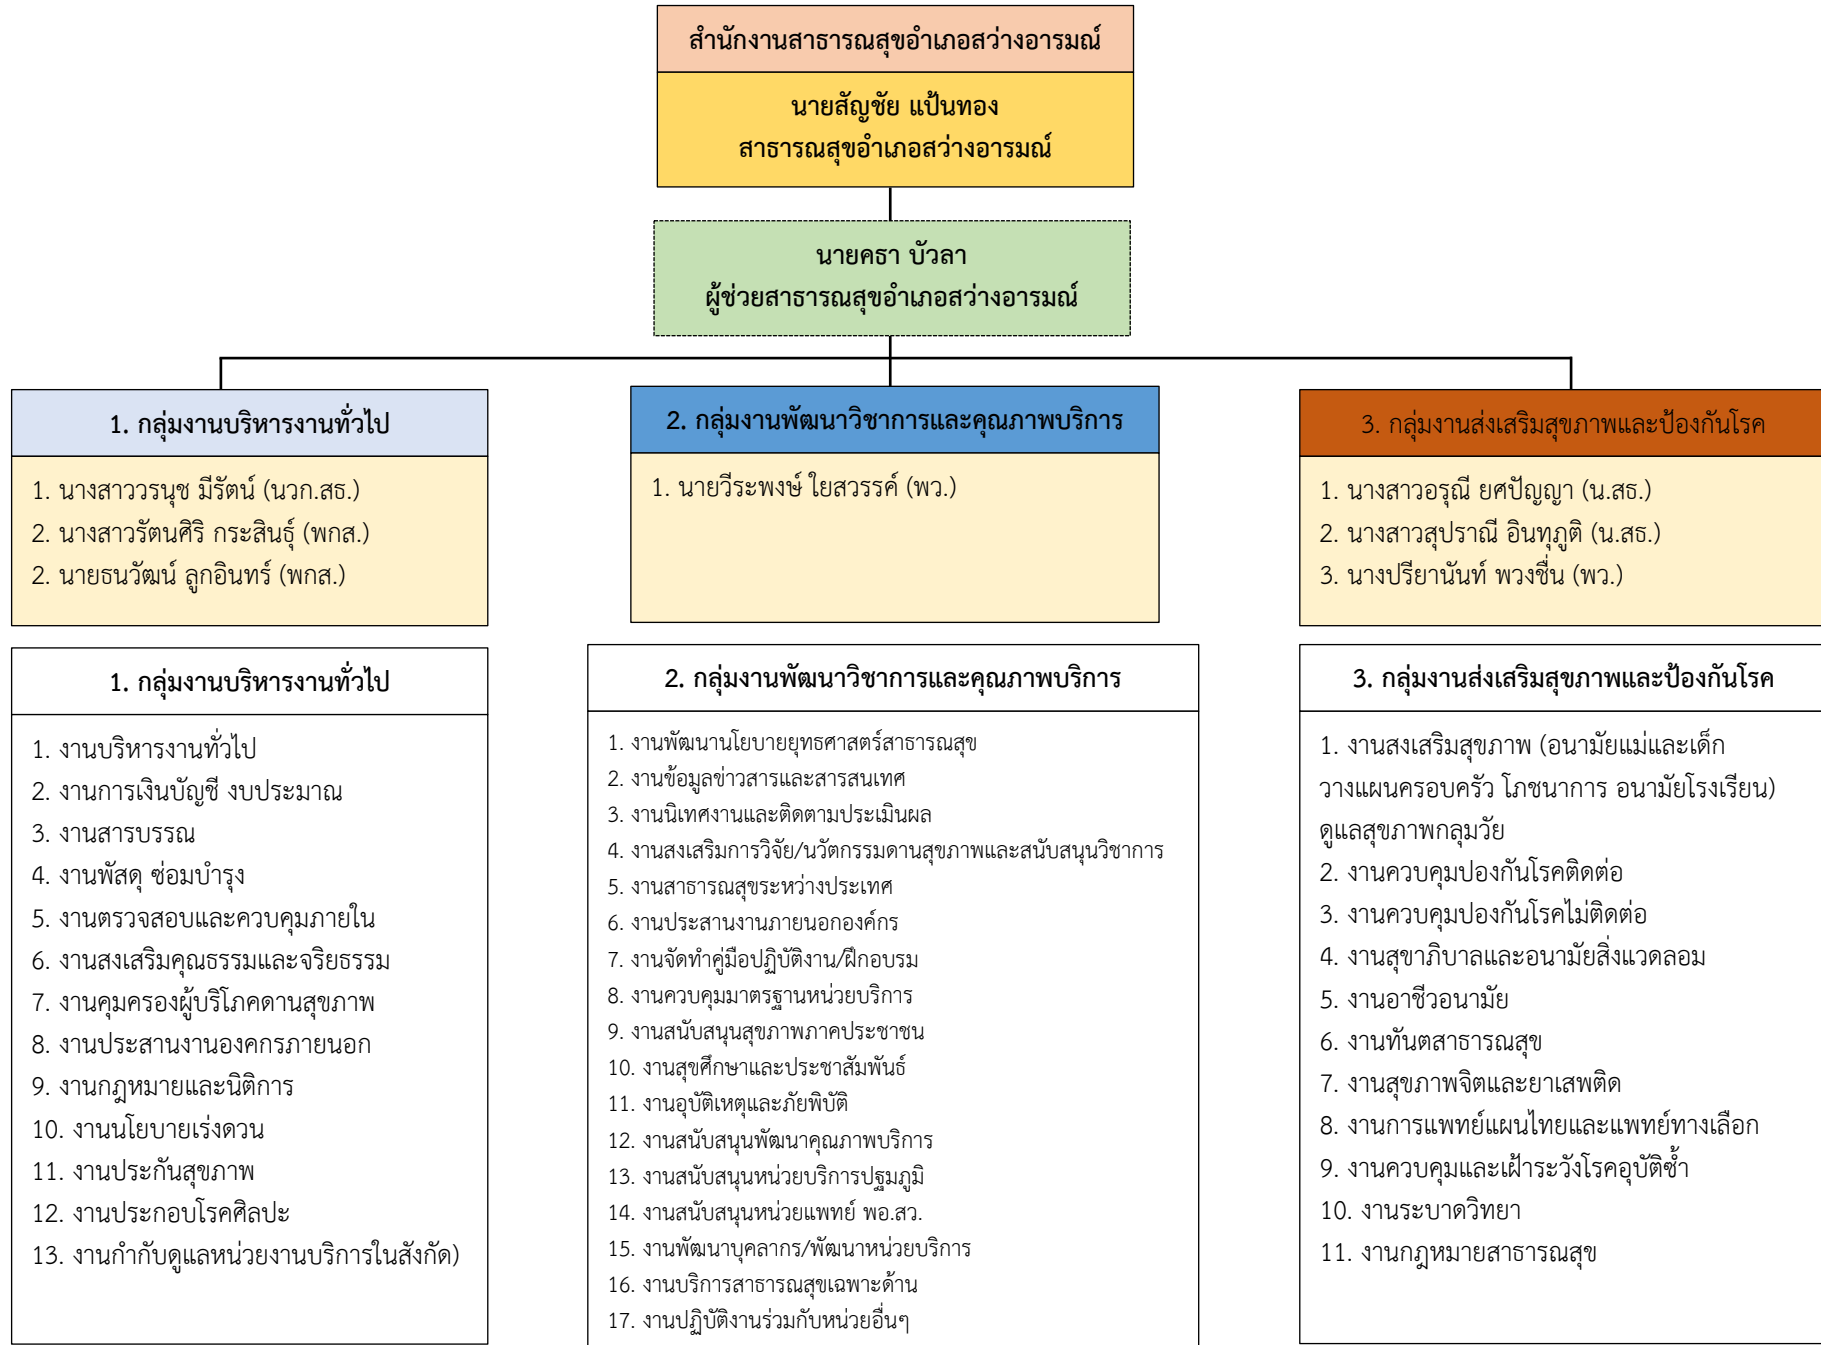 สำนักงานสาธารณสุขอำเภอสว่างอารมณ์
นายสัญชัย แป้นทอง
สาธารณสุขอำเภอสว่างอารมณ์
นายคธา บัวลา
ผู้ช่วยสาธารณสุขอำเภอสว่างอารมณ์
1. กลุ่มงานบริหารงานทั่วไป
1. นางสาววรนุช มีรัตน์ (นวก.สธ.)
2. นางสาวรัตนศิริ กระสินธุ์ (พกส.)
2. นายธนวัฒน์ ลูกอินทร์ (พกส.)
2. กลุ่มงานพัฒนาวิชาการและคุณภาพบริการ
1. นายวีระพงษ์ ใยสวรรค์ (พว.)
3. กลุ่มงานส่งเสริมสุขภาพและป้องกันโรค
1. นางสาวอรุณี ยศปัญญา (น.สธ.)
2. นางสาวสุปราณี อินทุภูติ (น.สธ.)
3. นางปรียานันท์ พวงชื่น (พว.)
1. กลุ่มงานบริหารงานทั่วไป
1. งานบริหารงานทั่วไป
2. งานการเงินบัญชี งบประมาณ
3. งานสารบรรณ
4. งานพัสดุ ซ่อมบำรุง
5. งานตรวจสอบและควบคุมภายใน
6. งานสงเสริมคุณธรรมและจริยธรรม
7. งานคุมครองผู้บริโภคดานสุขภาพ
8. งานประสานงานองคกรภายนอก
9. งานกฎหมายและนิติการ
10. งานนโยบายเร่งดวน
11. งานประกันสุขภาพ
12. งานประกอบโรคศิลปะ
13. งานกำกับดูแลหน่วยงานบริการในสังกัด)
2. กลุ่มงานพัฒนาวิชาการและคุณภาพบริการ
1. งานพัฒนานโยบายยุทธศาสตร์สาธารณสุข
2. งานข้อมูลข่าวสารและสารสนเทศ
3. งานนิเทศงานและติดตามประเมินผล
4. งานสงเสริมการวิจัย/นวัตกรรมดานสุขภาพและสนับสนุนวิชาการ
5. งานสาธารณสุขระหว่างประเทศ
6. งานประสานงานภายนอกองค์กร
7. งานจัดทำคู่มือปฏิบัติงาน/ฝึกอบรม
8. งานควบคุมมาตรฐานหน่วยบริการ
9. งานสนับสนุนสุขภาพภาคประชาชน
10. งานสุขศึกษาและประชาสัมพันธ์
11. งานอุบัติเหตุและภัยพิบัติ
12. งานสนับสนุนพัฒนาคุณภาพบริการ
13. งานสนับสนุนหน่วยบริการปฐมภูมิ
14. งานสนับสนุนหน่วยแพทย์ พอ.สว.
15. งานพัฒนาบุคลากร/พัฒนาหน่วยบริการ
16. งานบริการสาธารณสุขเฉพาะด้าน
17. งานปฏิบัติงานร่วมกับหน่วยอื่นๆ
3. กลุ่มงานส่งเสริมสุขภาพและป้องกันโรค
1. งานสงเสริมสุขภาพ (อนามัยแม่และเด็ก
วางแผนครอบครัว โภชนาการ อนามัยโรงเรียน)
ดูแลสุขภาพกลุมวัย
2. งานควบคุมปองกันโรคติดต่อ
3. งานควบคุมปองกันโรคไม่ติดต่อ
4. งานสุขาภิบาลและอนามัยสิ่งแวดลอม
5. งานอาชีวอนามัย
6. งานทันตสาธารณสุข
7. งานสุขภาพจิตและยาเสพติด
8. งานการแพทย์แผนไทยและแพทย์ทางเลือก
9. งานควบคุมและเฝ้าระวังโรคอุบัติซ้ำ
10. งานระบาดวิทยา
11. งานกฎหมายสาธารณสุข